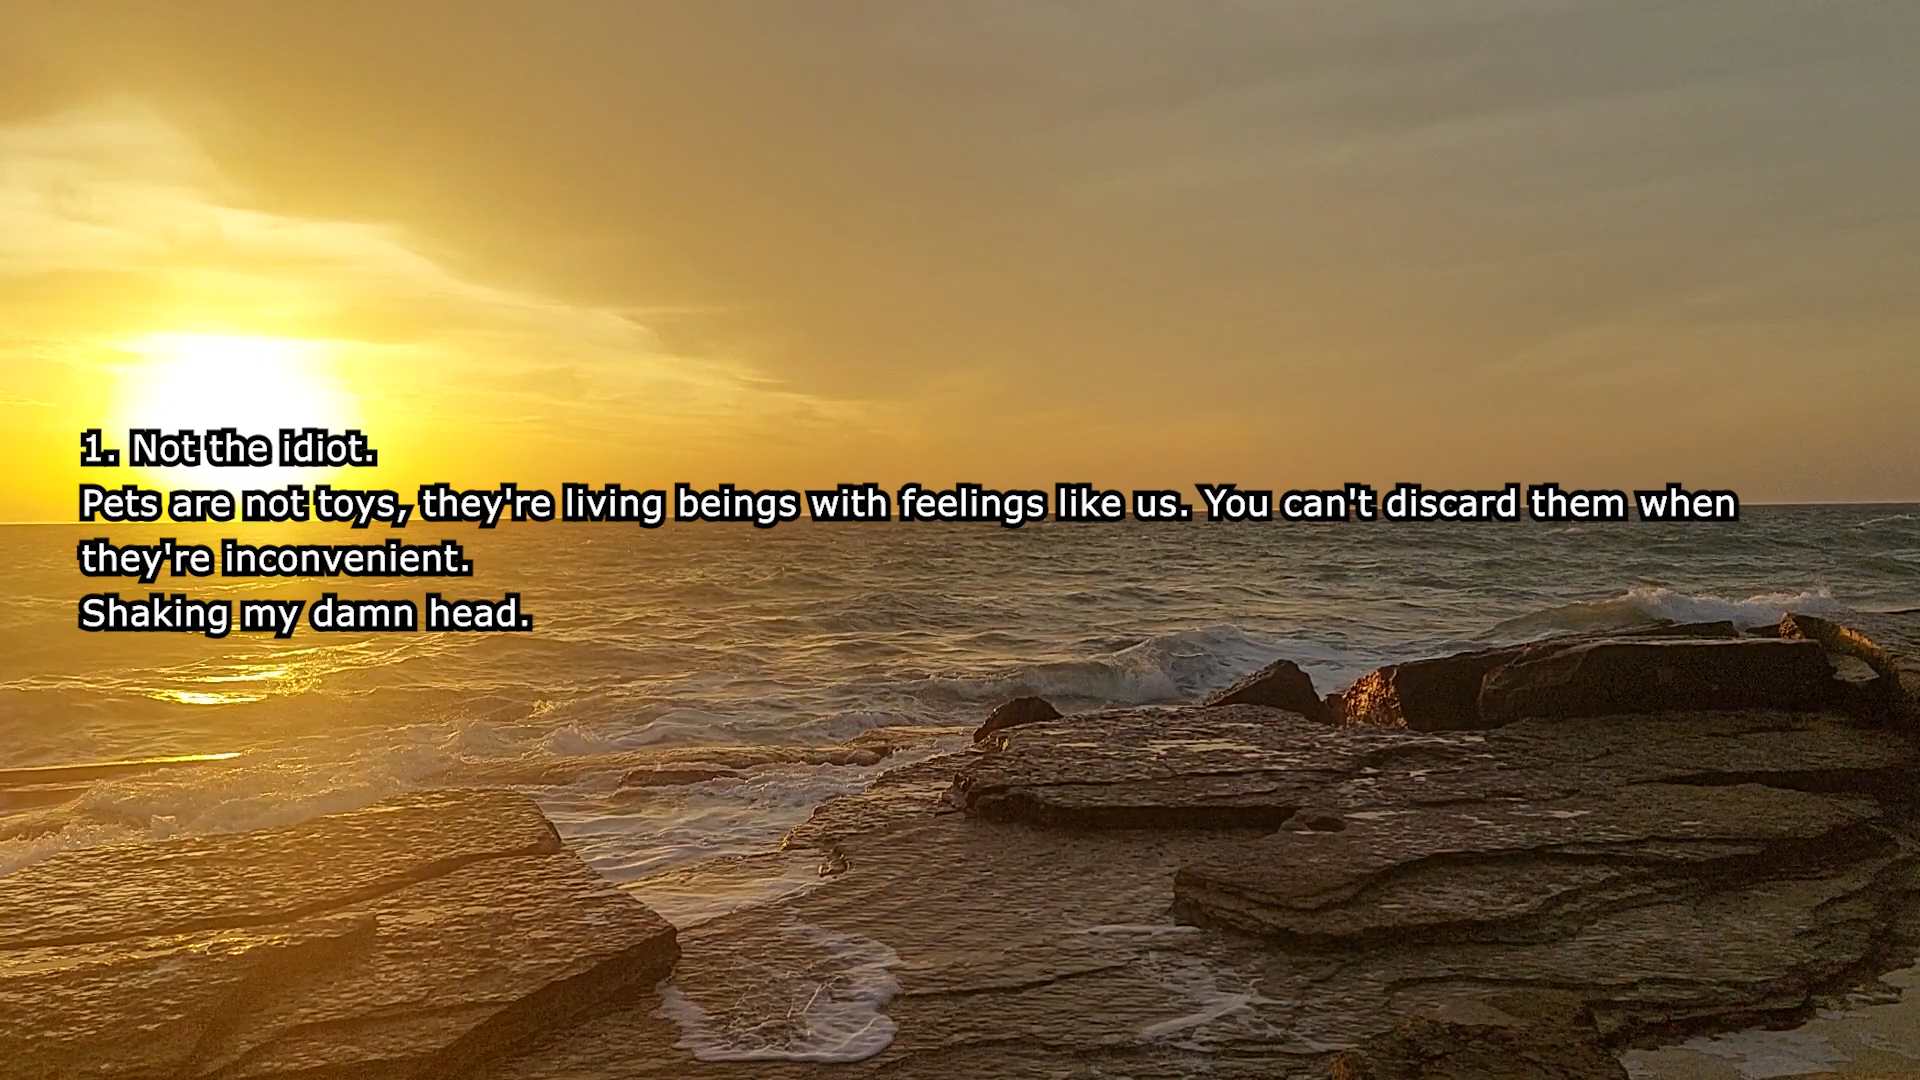 1. Not the idiot.
Pets are not toys, they're living beings with feelings like us. You can't discard them when
they're inconvenient.
Shaking my damn head.